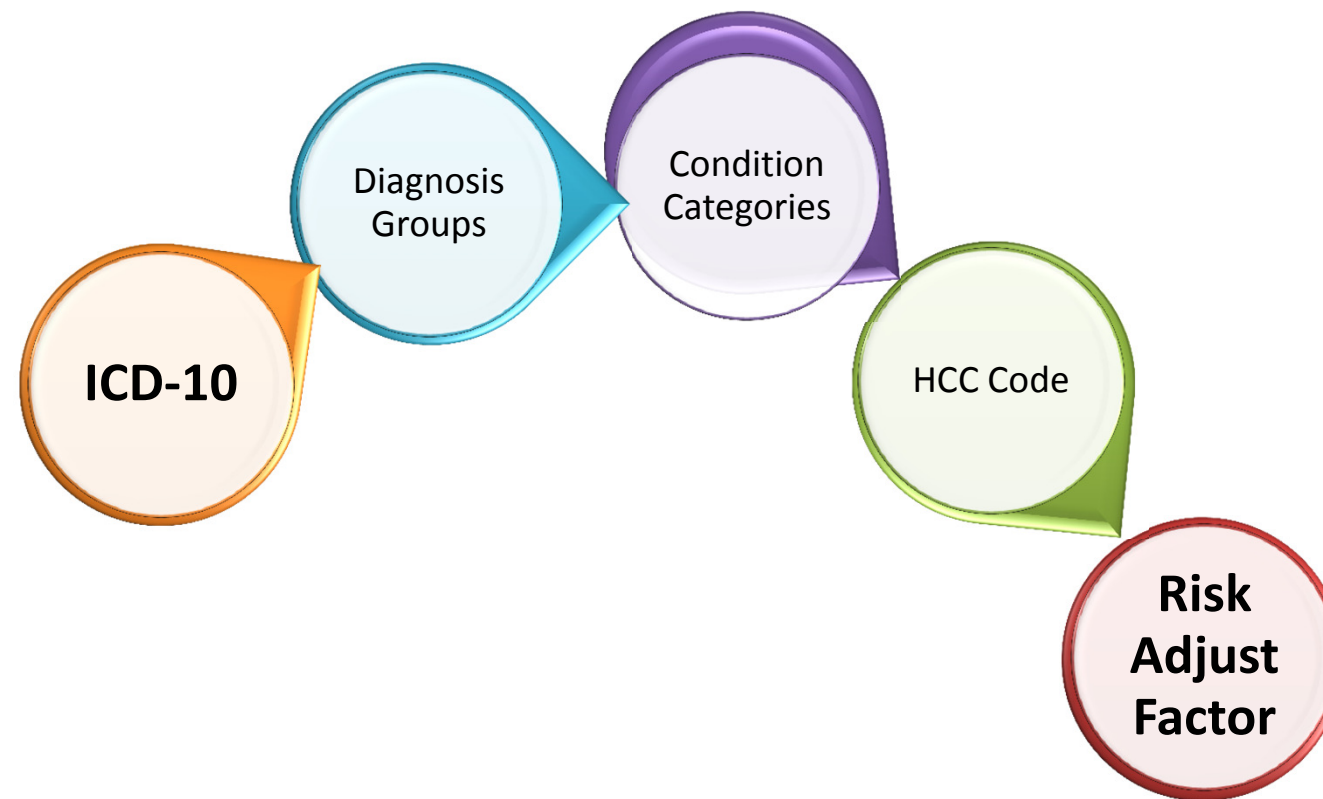 ICD-10
Diagnosis
Groups
Condition
Categories
HCC Code
Risk
Adjust
Factor